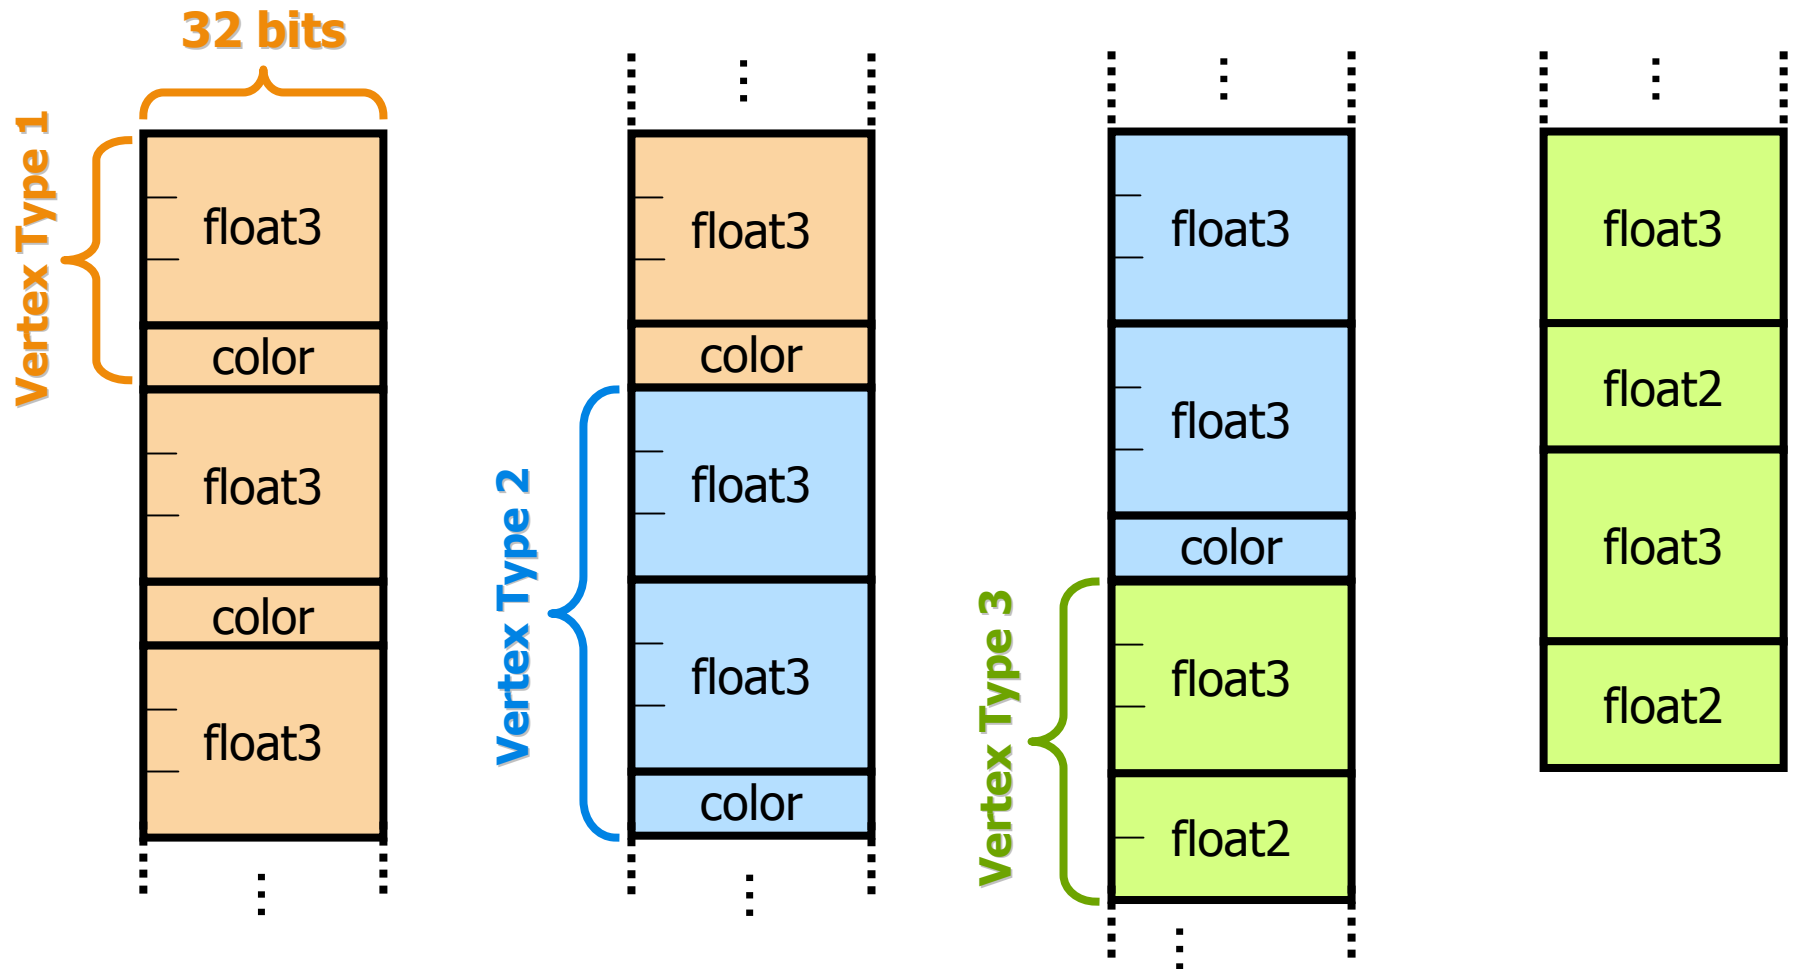 32 bits
Vertex Type 1
float3
color
float3
color
float3
float3
color
Vertex Type 2
float3
float3
color
float3
float3
color
Vertex Type 3
float3
float2
float3
float2
float3
float2